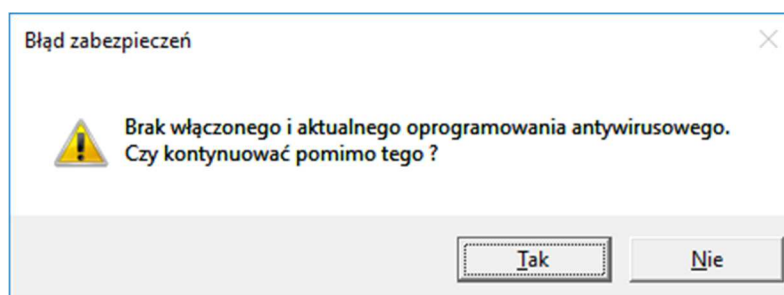 Błąd zabezpieczeń
Brak włączonego i aktualnego oprogramowania antywirusowego.
Czy kontynuować pomimo tego ?
Tak
Nie